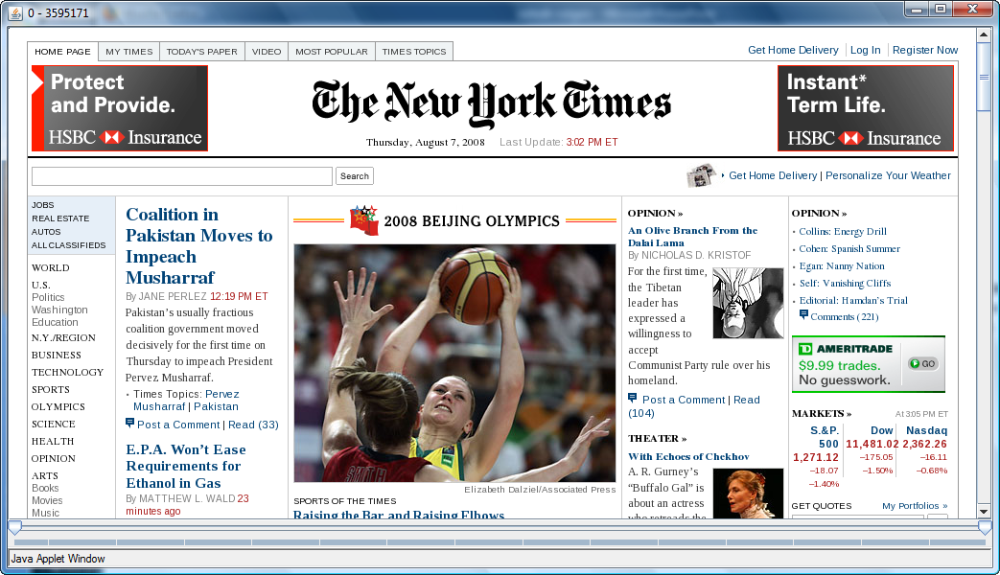 0 - 3595171
HOME PAGE
MY TIMES
TODAY'S PAPER
VIDEO
MOST POPULAR
TIMES TOPICS
Get Home Delivery
Log In
Register Now
Protect
and Provide.
HSBC Insurance
The New York Times
Thursday, August 7, 2008 Last Update: 3:02 PM ET
Instant*
Term Life.
HSBC Insurance
Search
Get Home Delivery | Personalize Your Weather
JOBS
REAL ESTATE
AUTOS
ALL CLASSIFIEDS
WORLD
U.S.
Politics
Washington
Education
N.Y./REGION
BUSINESS
TECHNOLOGY
SPORTS
OLYMPICS
SCIENCE
HEALTH
OPINION
ARTS
Books
Movies
Music
Coalition in
Pakistan Moves to
Impeach
Musharraf
By JANE PERLEZ 12:19 PM ET
Pakistan's usually fractious
coalition government moved
decisively for the first time on
Thursday to impeach President
Pervez Musharraf.
• Times Topics: Pervez
Musharraf | Pakistan
Post a Comment | Read (33)
E.P.A. Won't Ease
Requirements for
Ethanol in Gas
By MATTHEW L. WALD 23
minutes ago
2008 BEIJING OLYMPICS
SMITH
Elizabeth Dalziel/Associated Press
SPORTS OF THE TIMES
Raising the Bar, and Raising Elbows
OPINION »
An Olive Branch From the
Dalai Lama
By NICHOLAS D. KRISTOF
For the first time,
the Tibetan
leader has
expressed a
willingness to
accept
Communist Party rule over his
homeland.
Post a Comment | Read
(104)
THEATER »
With Echoes of Chekhov
A. R. Gurney's
"Buffalo Gal" is
about an actress
who retreads the
OPINION »
• Collins: Energy Drill
• Cohen: Spanish Summer
• Egan: Nanny Nation
• Self: Vanishing Cliffs
• Editorial: Hamdan's Trial
Comments (221)
TD AMERITRADE
$9.99 trades.
No guesswork.
GO
MARKETS »
At 3:05 PM ET
S.&P. 500
1,271.12
–18.07
–1.40%
Dow
11,481.02
–175.05
–1.50%
Nasdaq
2,362.26
–16.11
–0.68%
GET QUOTES
My Portfolios »
Java Applet Window